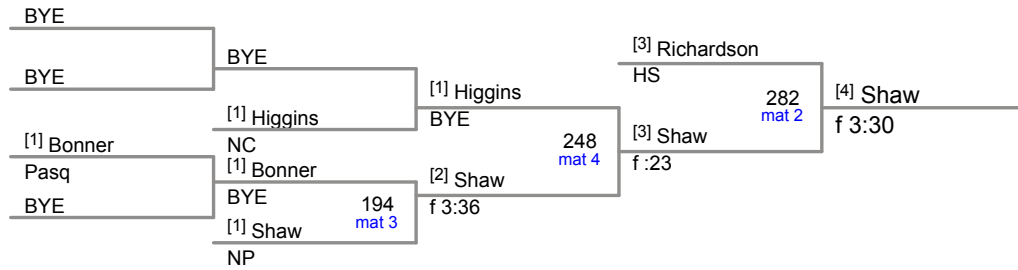 BYE
BYE
[1] Bonner
Pasq
BYE
BYE
[1] Higgins
NC
[1] Bonner
BYE
[1] Shaw
NP
194
mat 3
[1] Higgins
BYE
[2] Shaw
f 3:36
248
mat 4
[3] Richardson
HS
[3] Shaw
f :23
282
mat 2
[4] Shaw
f 3:30